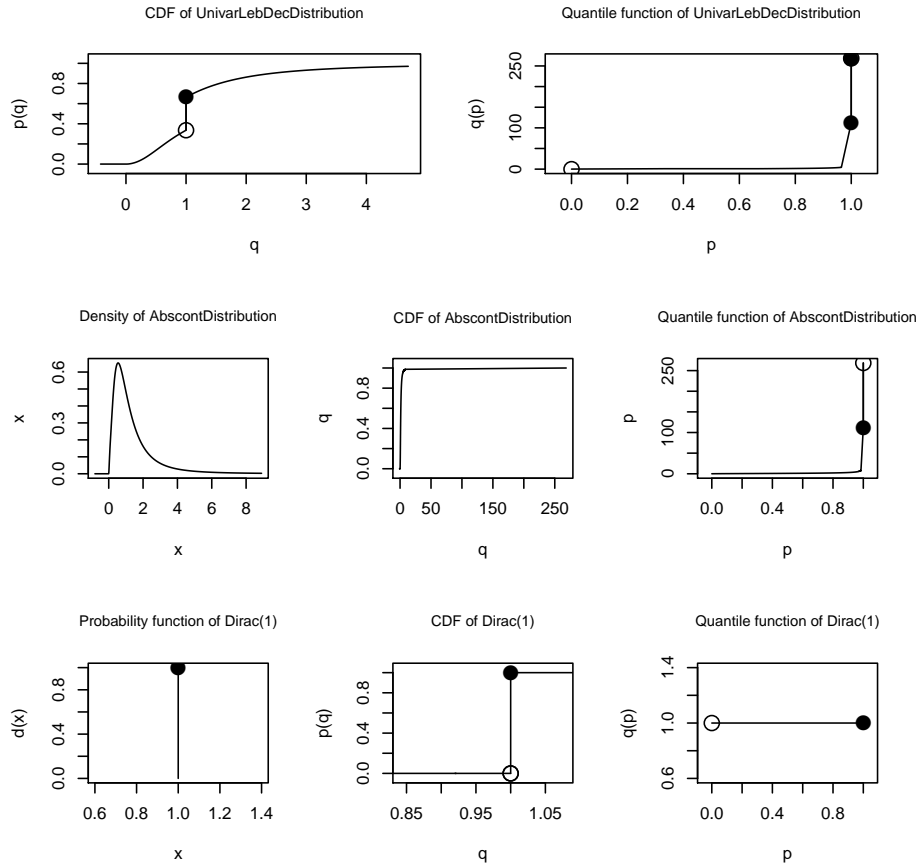 CDF of UnivarLebDecDistribution
p(q)
0.0 0.4 0.8
0 1 2 3 4
q
Quantile function of UnivarLebDecDistribution
q(p)
0 100 250
0.0 0.2 0.4 0.6 0.8 1.0
p
Density of AbscontDistribution
x
0.0 0.3 0.6
0 2 4 6 8
x
CDF of AbscontDistribution
q
0.0 0.4 0.8
0 50 150 250
q
Quantile function of AbscontDistribution
p
0 100 250
0.0 0.4 0.8
p
Probability function of Dirac(1)
d(x)
0.0 0.4 0.8
0.6 0.8 1.0 1.2 1.4
x
CDF of Dirac(1)
p(q)
0.0 0.4 0.8
0.85 0.95 1.05
q
Quantile function of Dirac(1)
q(p)
0.6 1.0 1.4
0.0 0.4 0.8
p